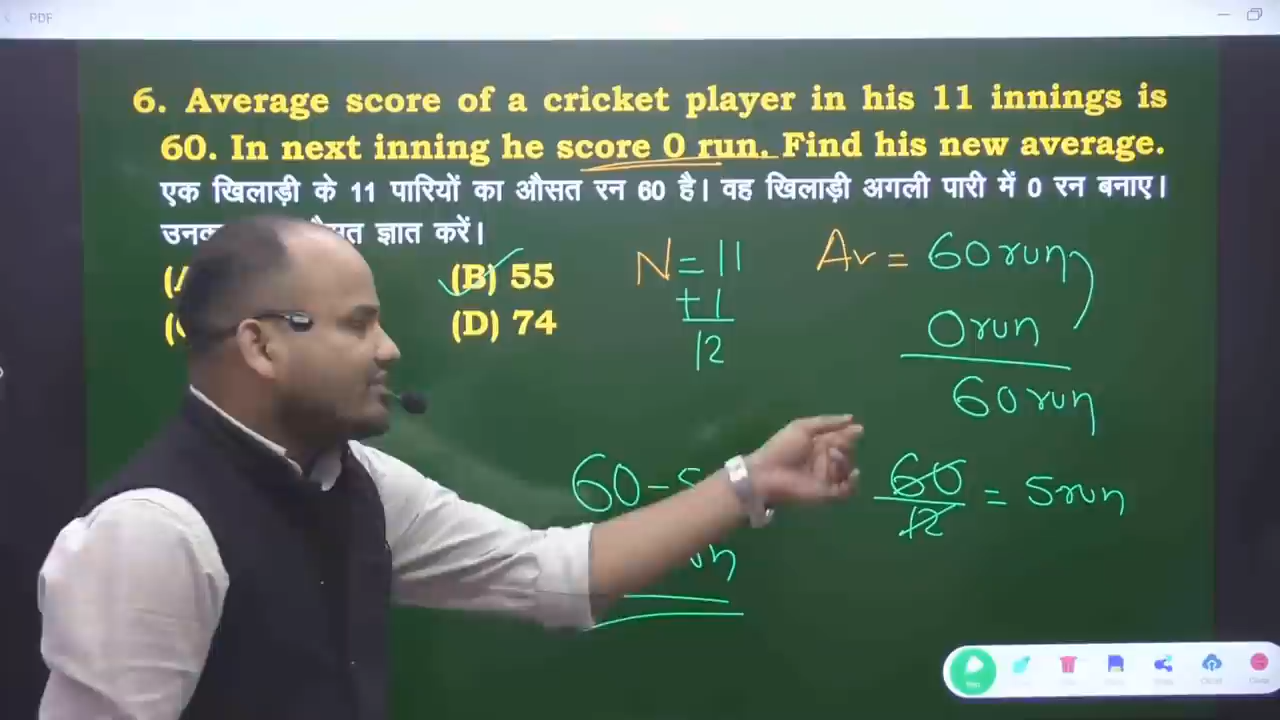 PDF
6. Average score of a cricket player in his 11 innings is
60. In next inning he score 0 run. Find his new average.
एक खिलाड़ी के 11 पारियों का औसत रन 60 है। वह खिलाड़ी अगली पारी में 0 रन बनाए।
ज्ञात करें।
(B) 55
(D) 74
N = 11
+ 1
12
Av = 60 run
0 run
60 run
60 -
60/12 = 5 run